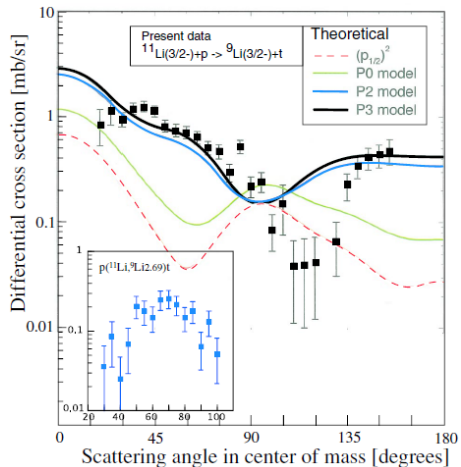 Present data
¹¹Li(3/2-)+p -> ⁹Li(3/2-)+t
Theoretical
(p₁/₂)²
P0 model
P2 model
P3 model
Differential cross section [mb/sr]
10
1
0.1
0.01
p(¹¹Li,⁹Li2.69)t
1
0.1
0,01
20 40 60 80 100
0 45 90 135 180
Scattering angle in center of mass [degrees]